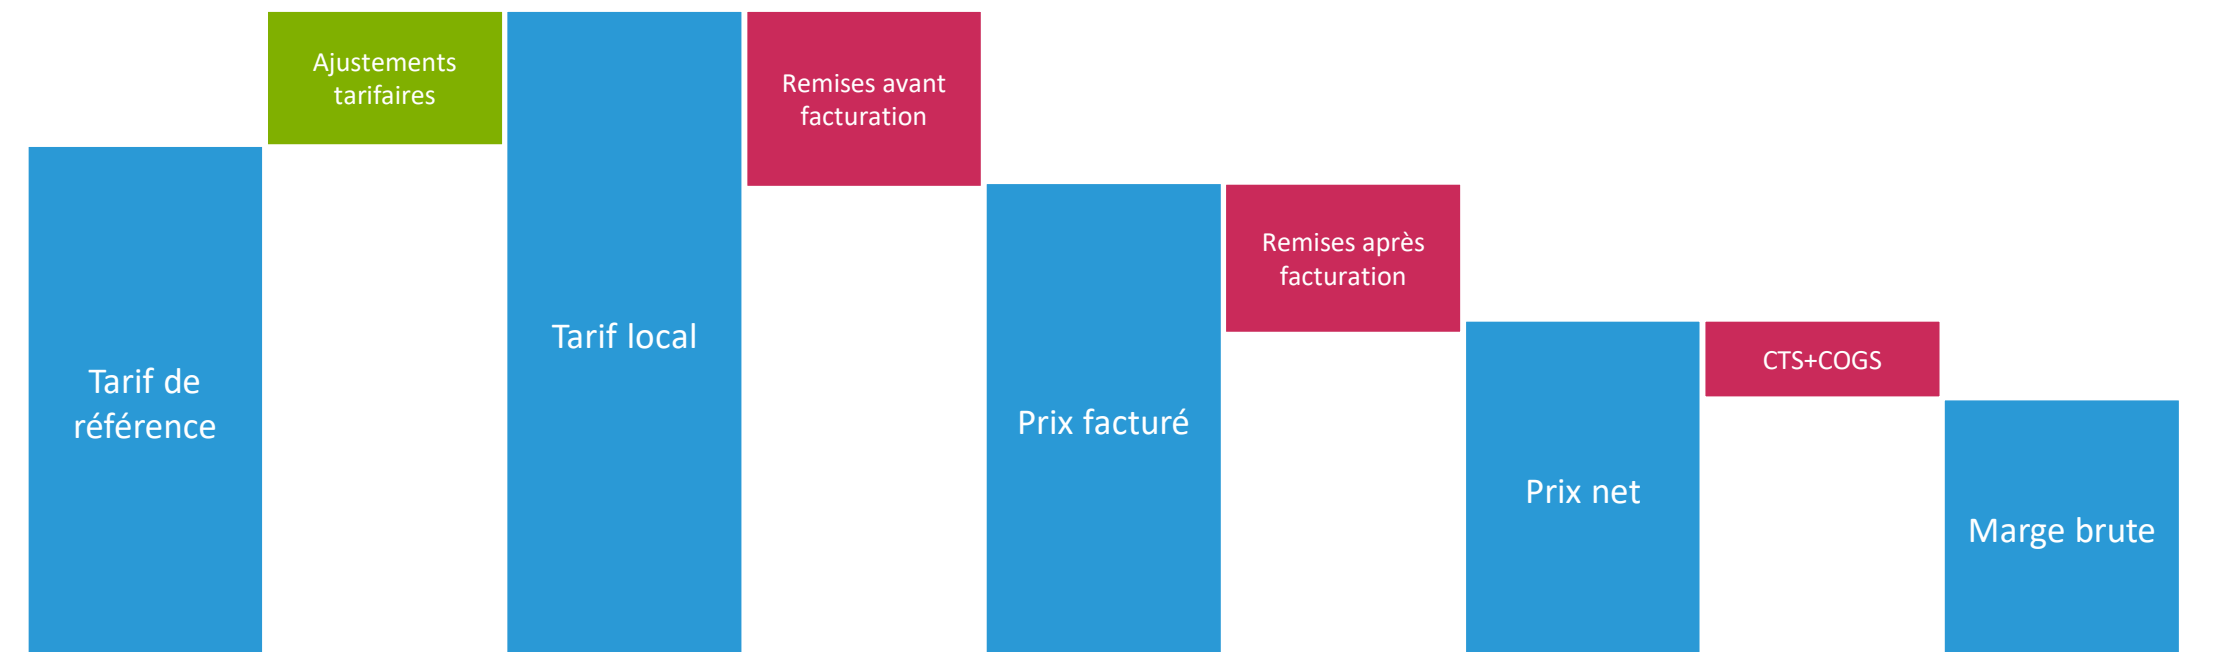 Tarif de
référence
Ajustements
tarifaires
Tarif local
Remises avant
facturation
Prix facturé
Remises après
facturation
Prix net
CTS+COGS
Marge brute